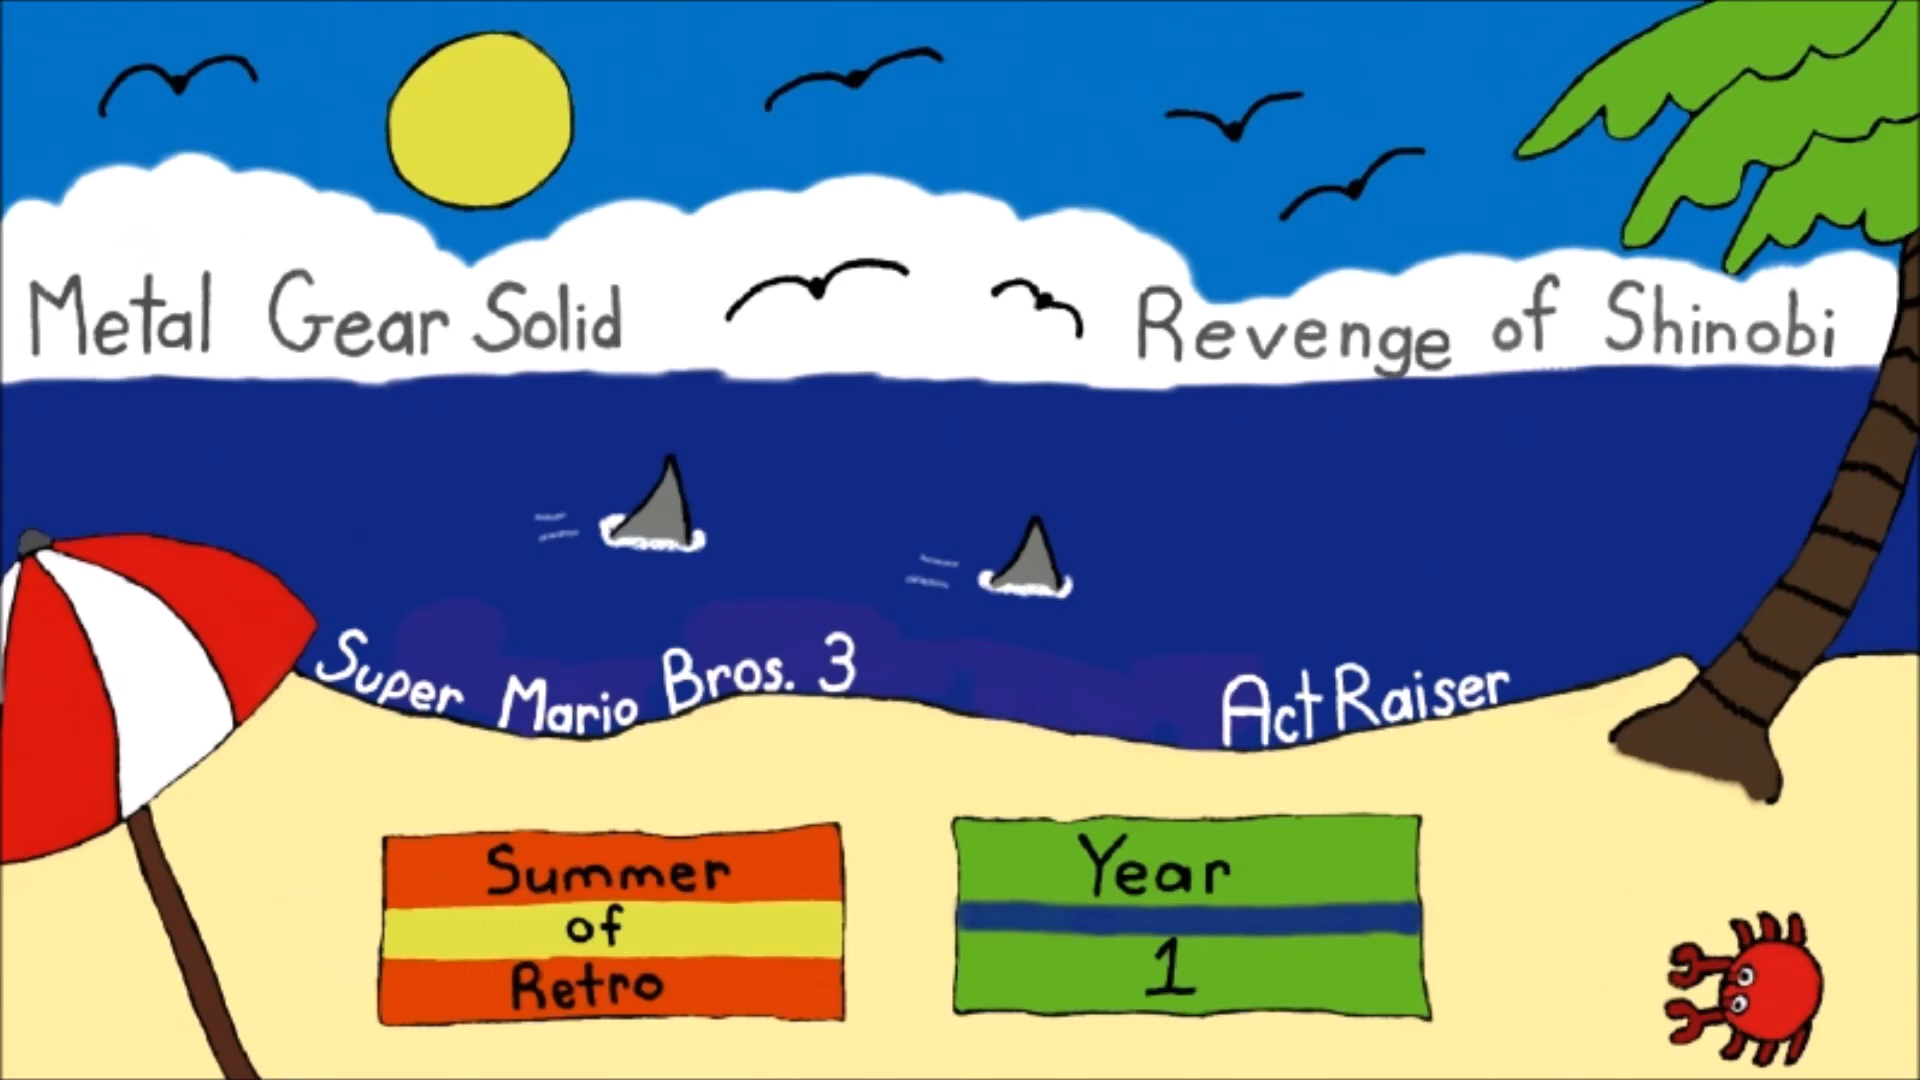 Metal Gear Solid
Revenge of Shinobi
Super Mario Bros. 3
ActRaiser
Summer
of
Retro
Year
1